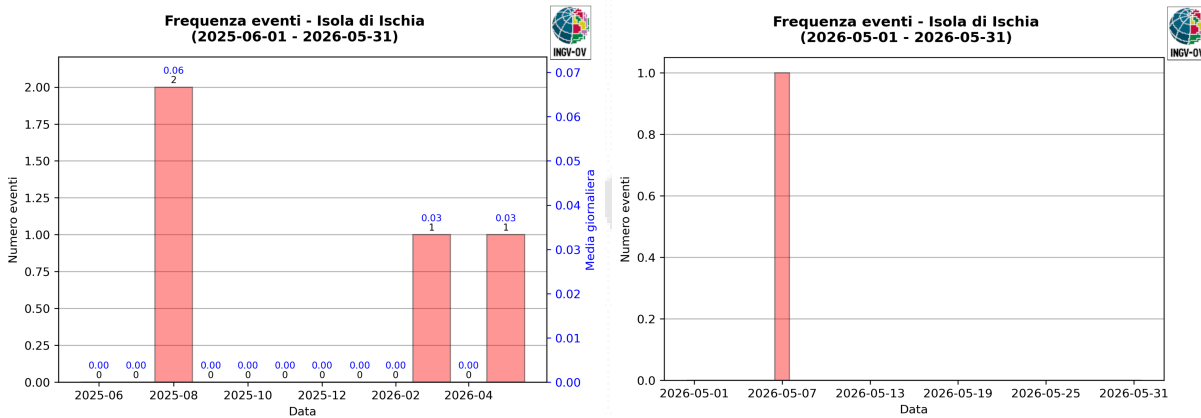 Frequenza eventi - Isola di Ischia
(2025-06-01 - 2026-05-31)
INGV-OV
Numero eventi
2.00
1.75
1.50
1.25
1.00
0.75
0.50
0.25
0.00
0.06
2
0.03
1
0.03
1
0.00 0.00 0.00 0.00 0.00 0.00 0.00 0.00 0.00
0 0 0 0 0 0 0 0 0
0.07
0.06
0.05
0.04
0.03
0.02
0.01
0.00
Media giornaliera
2025-06 2025-08 2025-10 2025-12 2026-02 2026-04
Data
Frequenza eventi - Isola di Ischia
(2026-05-01 - 2026-05-31)
INGV-OV
Numero eventi
1.0
0.8
0.6
0.4
0.2
0.0
2026-05-01 2026-05-07 2026-05-13 2026-05-19 2026-05-25 2026-05-31
Data